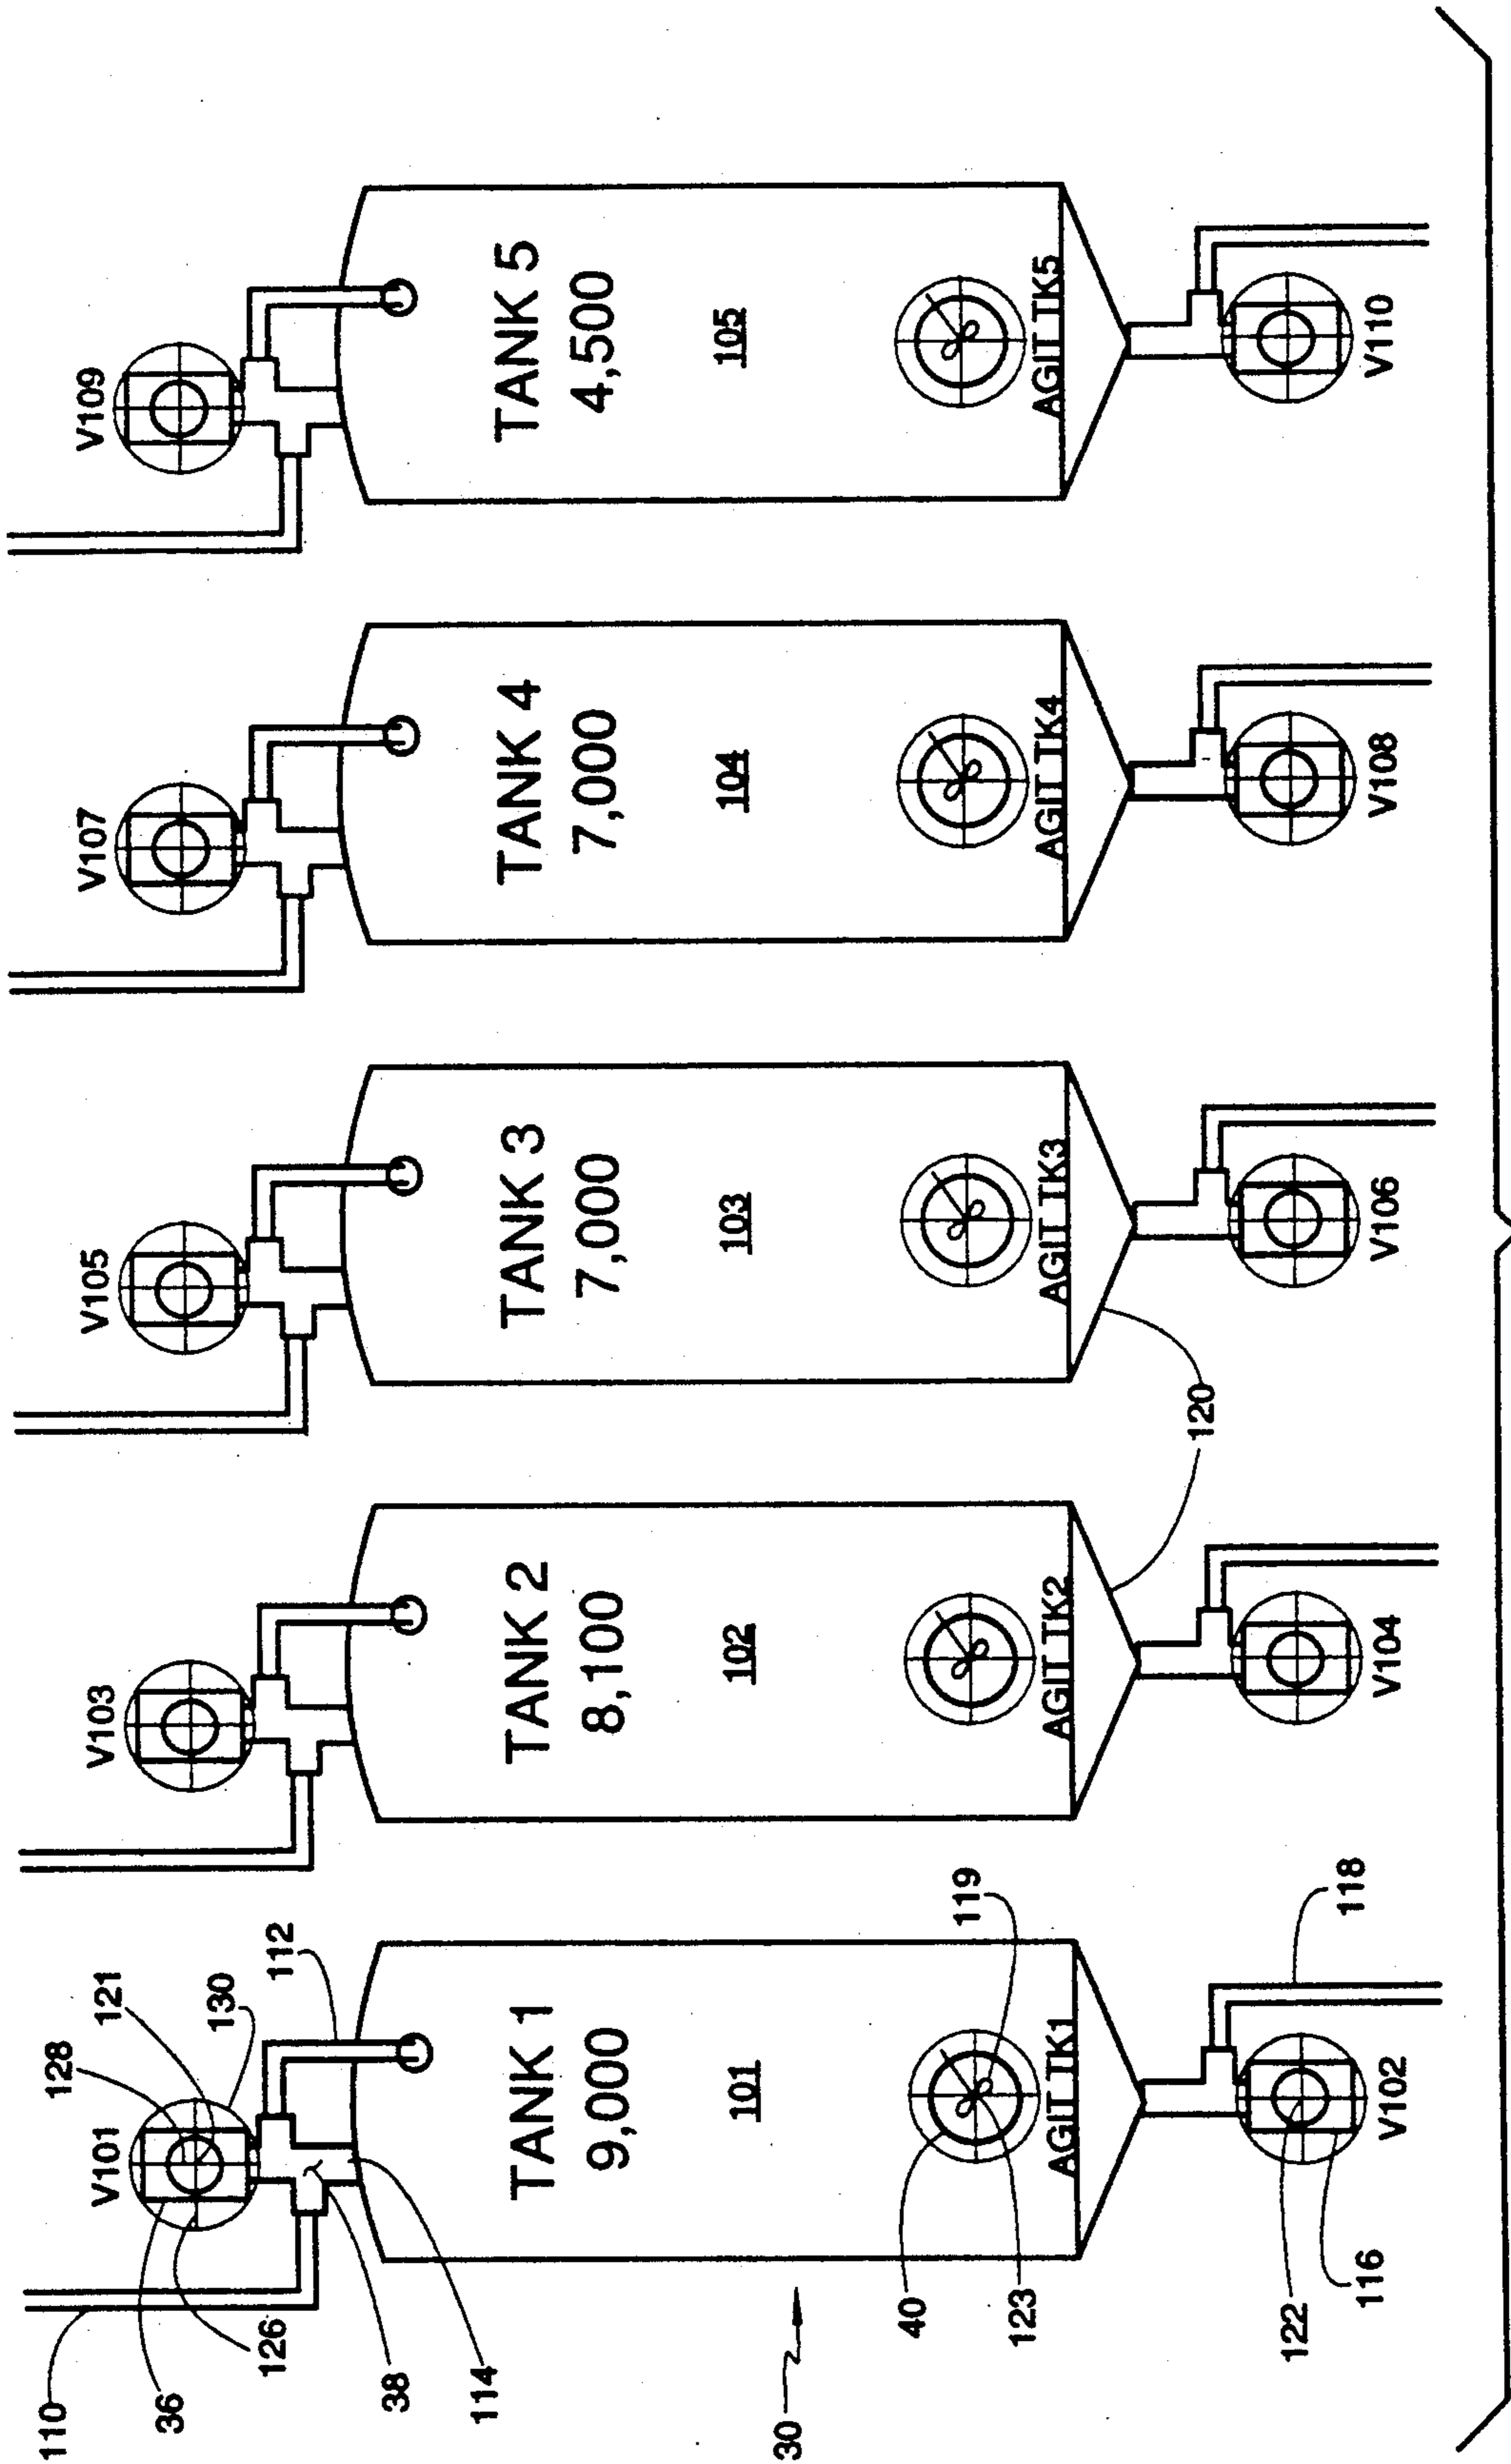 V101
V103
V105
V107
V109
110
36
126
128
121
130
112
38
114
TANK 1
9,000
101
TANK 2
8,100
102
TANK 3
7,000
103
TANK 4
7,000
104
TANK 5
4,500
105
30
40
123
119
AGIT TK1
AGIT TK2
AGIT TK3
AGIT TK4
AGIT TK5
120
122
116
118
V102
V104
V106
V108
V110